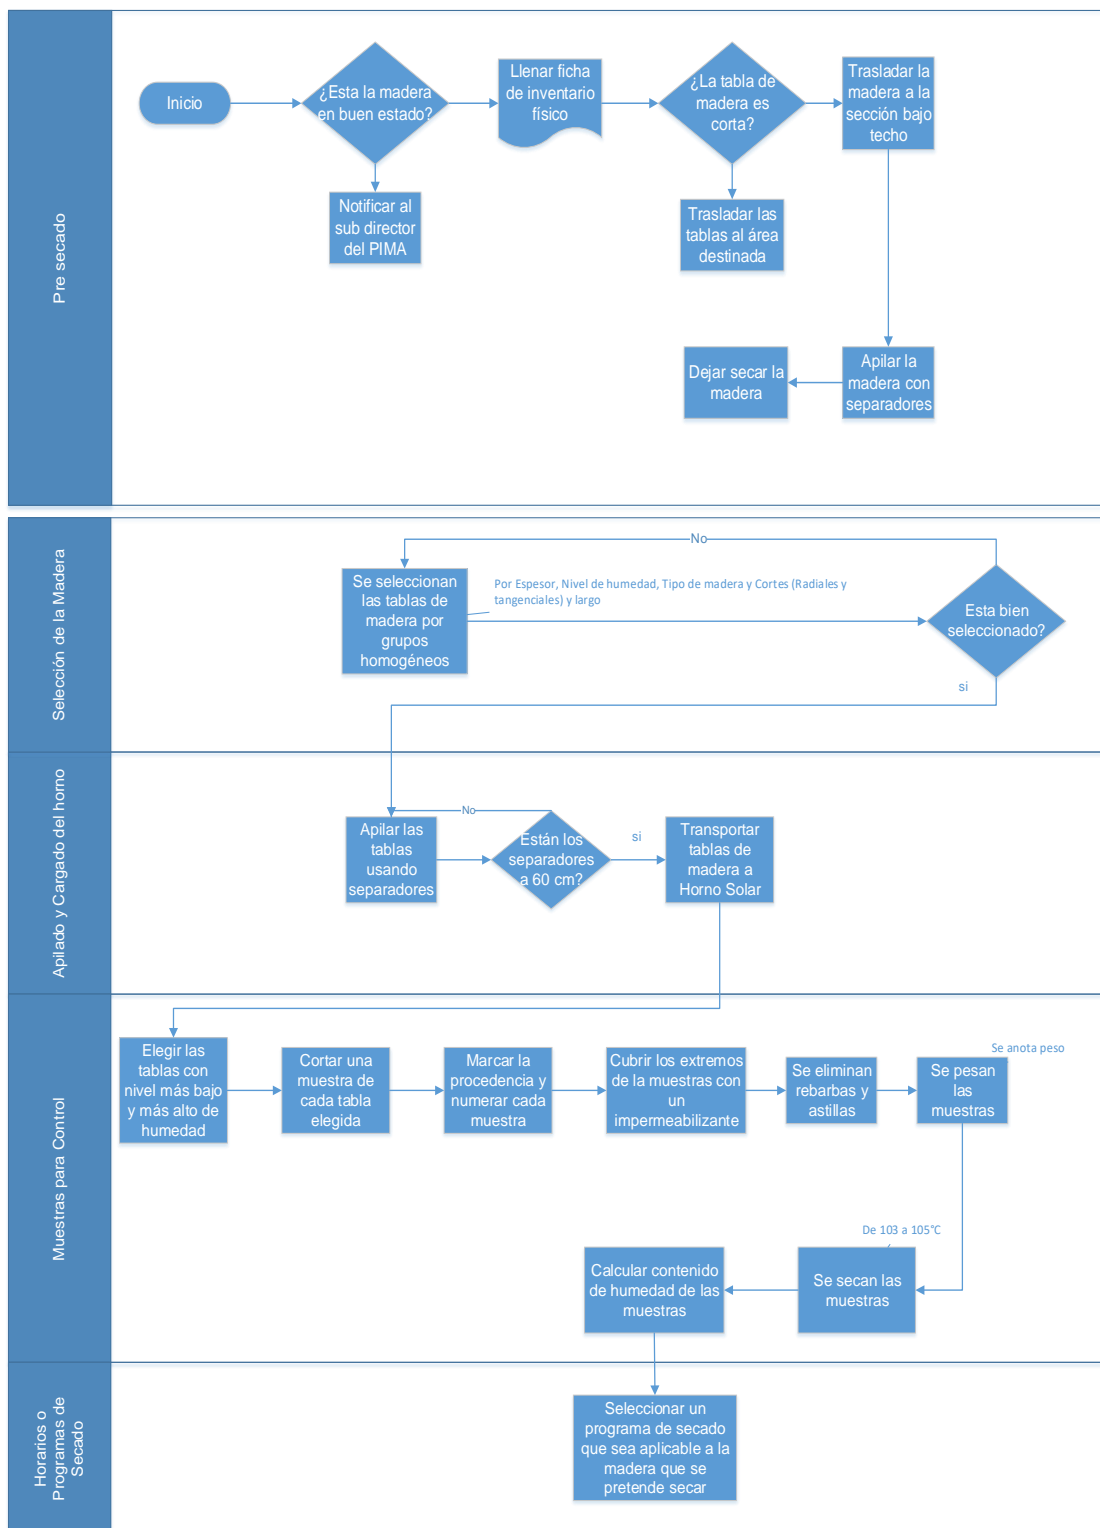 Pre secado
Inicio
¿Esta la madera
en buen estado?
Llenar ficha
de inventario
físico
¿La tabla de
madera es
corta?
Trasladar la
madera a la
sección bajo
techo
Notificar al
sub director
del PIMA
Trasladar las
tablas al área
destinada
Dejar secar la
madera
Apilar la
madera con
separadores
Selección de la Madera
No
Se seleccionan
las tablas de
madera por
grupos
homogéneos
Por Espesor, Nivel de humedad, Tipo de madera y Cortes (Radiales y
tangenciales) y largo
Esta bien
seleccionado?
si
Apilado y Cargado del horno
No
Apilar las
tablas
usando
separadores
Están los
separadores
a 60 cm?
si
Transportar
tablas de
madera a
Horno Solar
Muestras para Control
Elegir las
tablas con
nivel más bajo
y más alto de
humedad
Cortar una
muestra de
cada tabla
elegida
Marcar la
procedencia y
numerar cada
muestra
Cubrir los extremos
de la muestras con
un
impermeabilizante
Se eliminan
rebarbas y
astillas
Se anota peso
Se pesan
las
muestras
De 103 a 105°C
Se secan las
muestras
Calcular contenido
de humedad de las
muestras
Horarios o
Programas de
Secado
Seleccionar un
programa de secado
que sea aplicable a la
madera que se
pretende secar